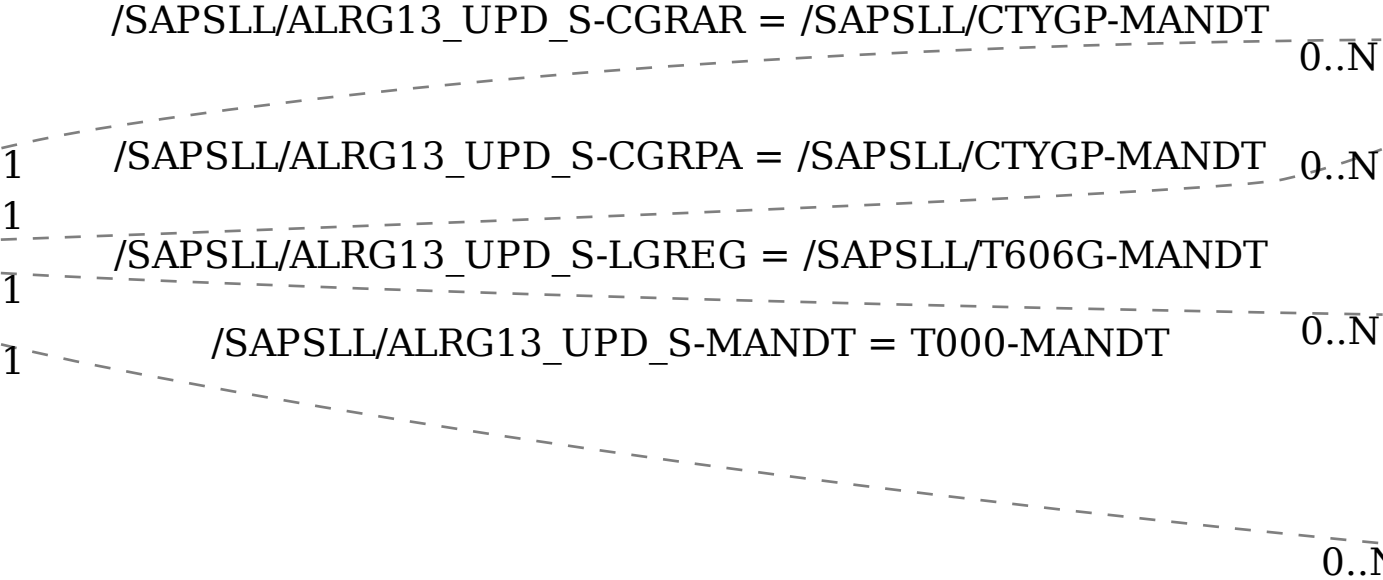 /SAPSLL/ALRG13_UPD_S-CGRAR = /SAPSLL/CTYGP-MANDT
0..N
1
/SAPSLL/ALRG13_UPD_S-CGRPA = /SAPSLL/CTYGP-MANDT
0..N
1
/SAPSLL/ALRG13_UPD_S-LGREG = /SAPSLL/T606G-MANDT
1
0..N
/SAPSLL/ALRG13_UPD_S-MANDT = T000-MANDT
1
0..N